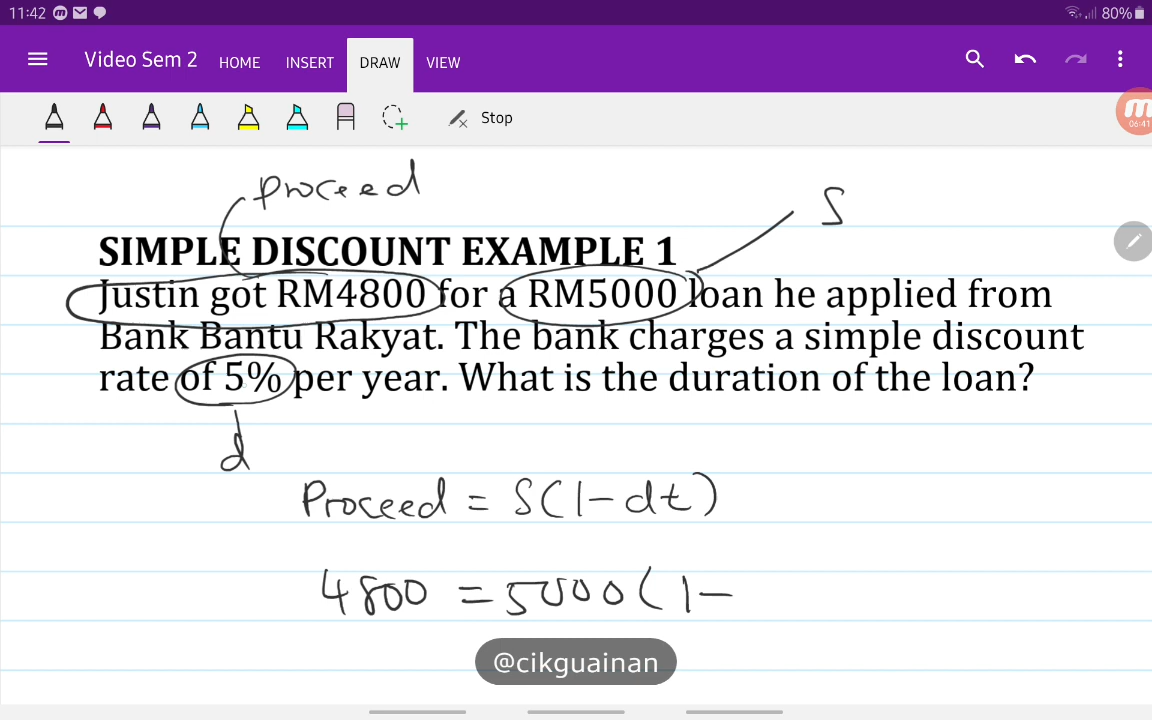 11:42 80%
Video Sem 2 HOME INSERT DRAW VIEW
06:41
Stop
Proceed
S
SIMPLE DISCOUNT EXAMPLE 1
Justin got RM4800 for a RM5000 loan he applied from
Bank Bantu Rakyat. The bank charges a simple discount
rate of 5% per year. What is the duration of the loan?
d
Proceed = S(1-dt)
4800 = 5000(1-
@cikguainan